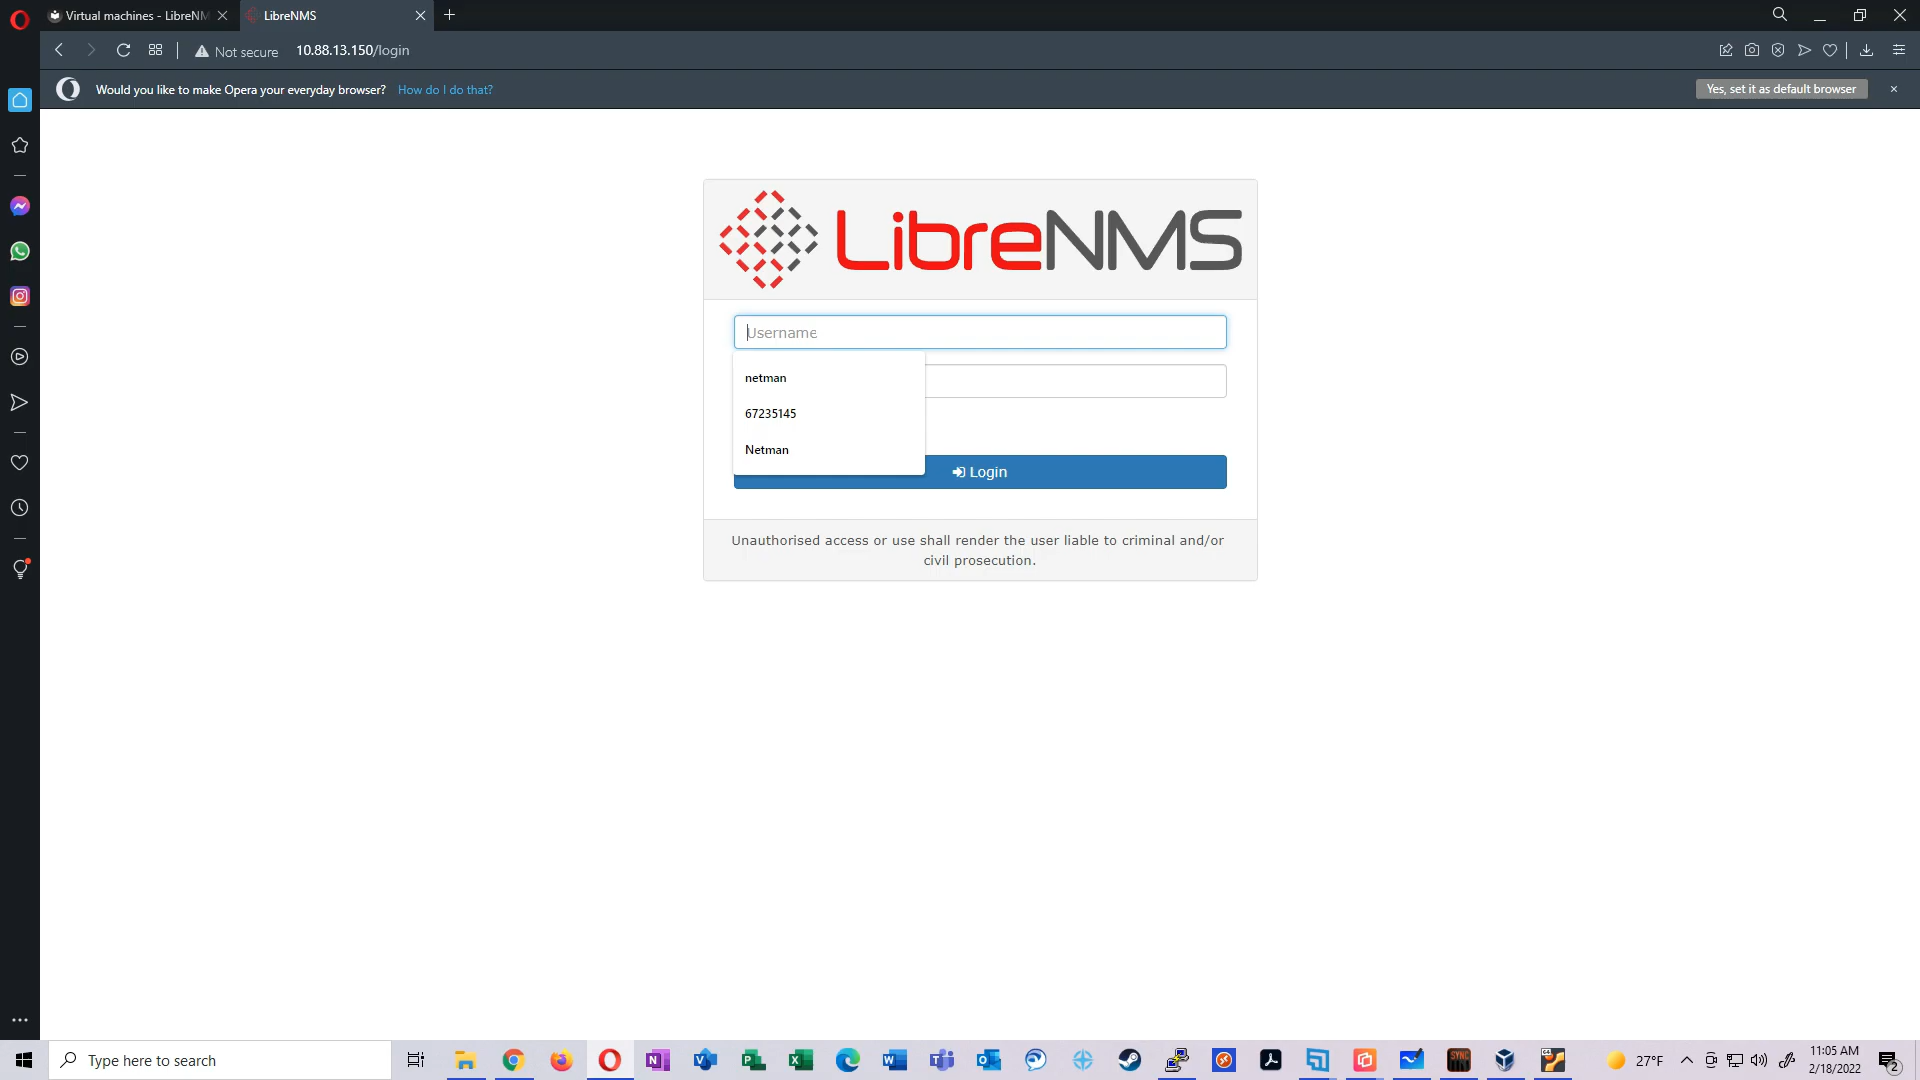 Virtual machines - LibreNM
LibreNMS
Not secure
10.88.13.150/login
Would you like to make Opera your everyday browser?
How do I do that?
Yes, set it as default browser
LibreNMS
Username
netman
67235145
Netman
Login
Unauthorised access or use shall render the user liable to criminal and/or
civil prosecution.
Type here to search
27°F
11:05 AM
2/18/2022
2